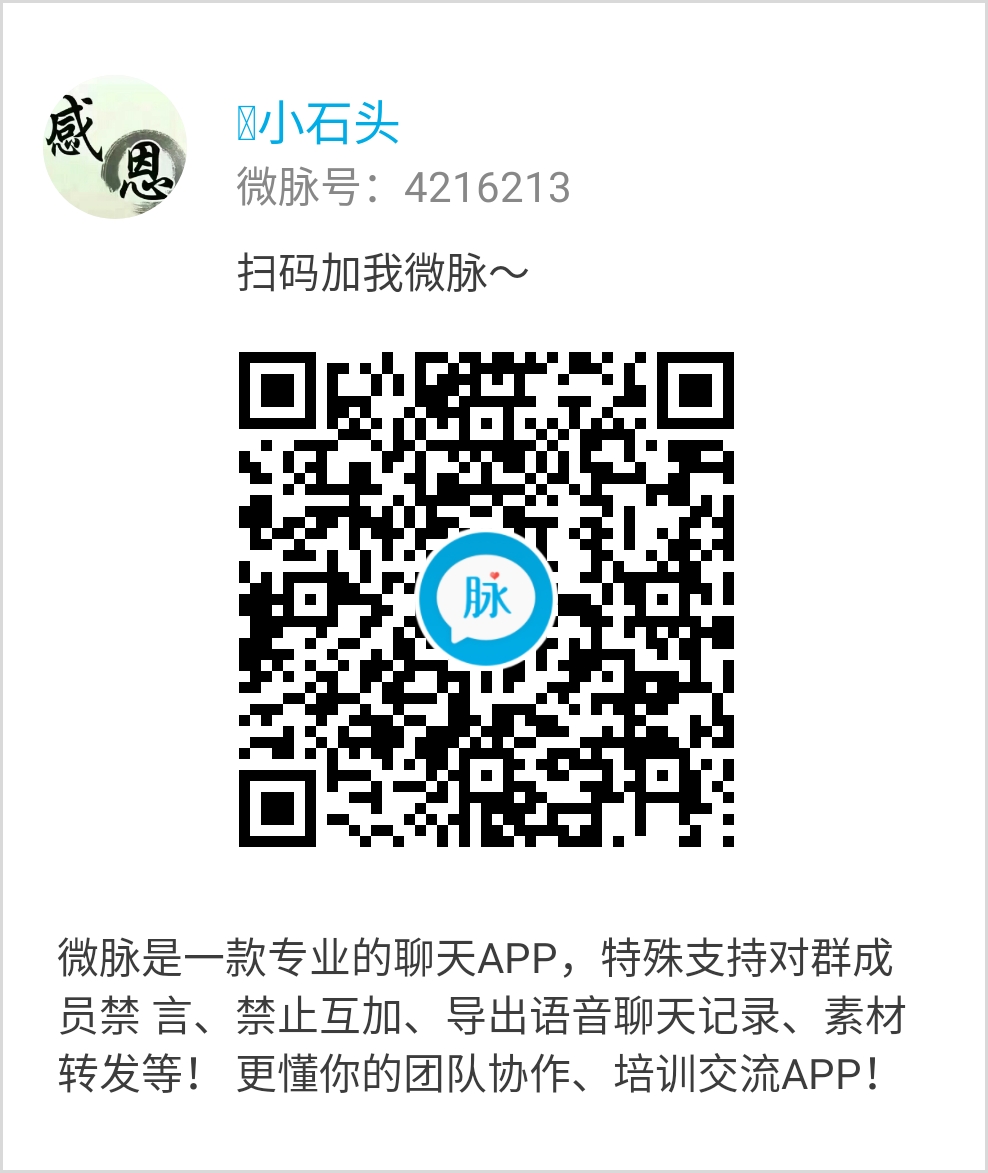 感
恩
小石头
微脉号：4216213
扫码加我微脉～
脉
微脉是一款专业的聊天APP，特殊支持对群成
员禁 言、禁止互加、导出语音聊天记录、素材
转发等！ 更懂你的团队协作、培训交流APP！